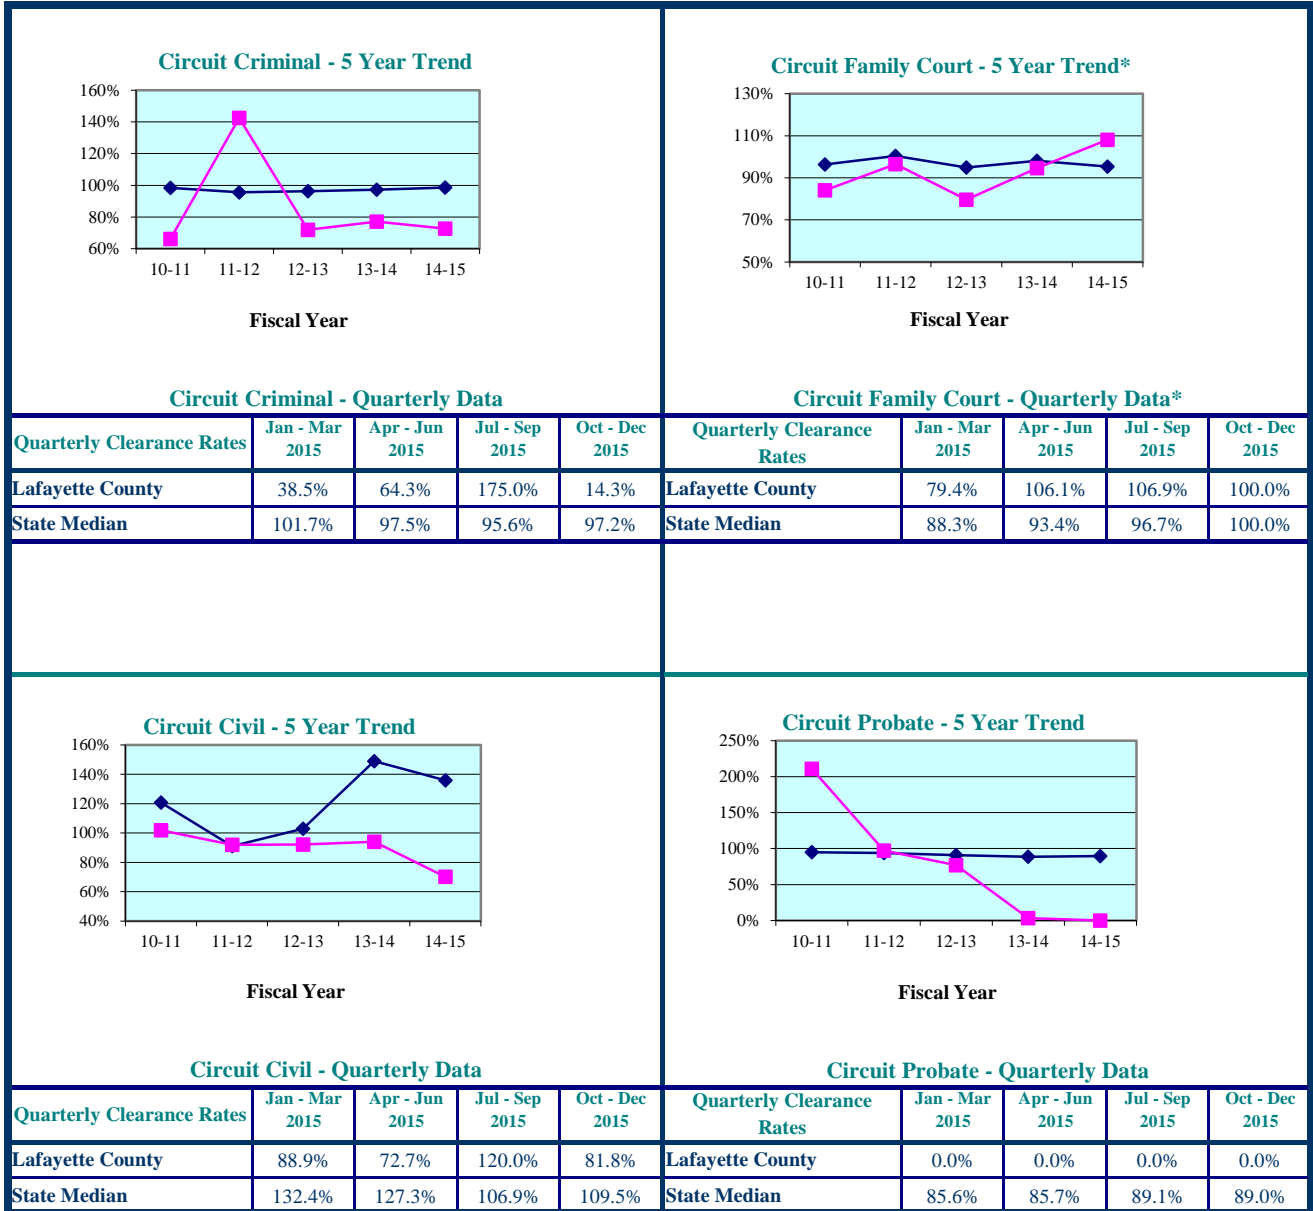 Circuit Criminal - 5 Year Trend
160%
140%
120%
100%
80%
60%
10-11 11-12 12-13 13-14 14-15
Fiscal Year
Circuit Criminal - Quarterly Data
Quarterly Clearance Rates Jan - Mar 2015 Apr - Jun 2015 Jul - Sep 2015 Oct - Dec 2015
Lafayette County 38.5% 64.3% 175.0% 14.3%
State Median 101.7% 97.5% 95.6% 97.2%
Circuit Family Court - 5 Year Trend*
130%
110%
90%
70%
50%
10-11 11-12 12-13 13-14 14-15
Fiscal Year
Circuit Family Court - Quarterly Data*
Quarterly Clearance Rates Jan - Mar 2015 Apr - Jun 2015 Jul - Sep 2015 Oct - Dec 2015
Lafayette County 79.4% 106.1% 106.9% 100.0%
State Median 88.3% 93.4% 96.7% 100.0%
Circuit Civil - 5 Year Trend
160%
140%
120%
100%
80%
60%
40%
10-11 11-12 12-13 13-14 14-15
Fiscal Year
Circuit Civil - Quarterly Data
Quarterly Clearance Rates Jan - Mar 2015 Apr - Jun 2015 Jul - Sep 2015 Oct - Dec 2015
Lafayette County 88.9% 72.7% 120.0% 81.8%
State Median 132.4% 127.3% 106.9% 109.5%
Circuit Probate - 5 Year Trend
250%
200%
150%
100%
50%
0%
10-11 11-12 12-13 13-14 14-15
Fiscal Year
Circuit Probate - Quarterly Data
Quarterly Clearance Rates Jan - Mar 2015 Apr - Jun 2015 Jul - Sep 2015 Oct - Dec 2015
Lafayette County 0.0% 0.0% 0.0% 0.0%
State Median 85.6% 85.7% 89.1% 89.0%